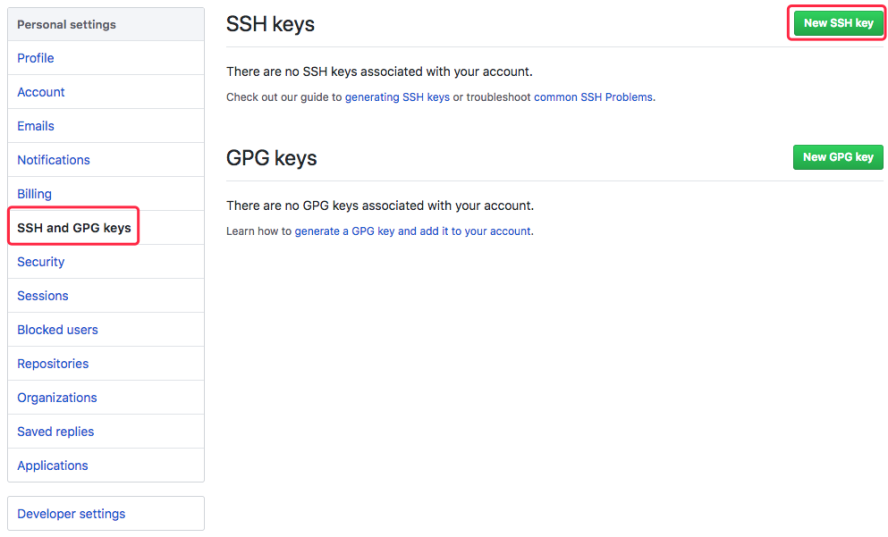 Personal settings
Profile
Account
Emails
Notifications
Billing
SSH and GPG keys
Security
Sessions
Blocked users
Repositories
Organizations
Saved replies
Applications
Developer settings
SSH keys
New SSH key
There are no SSH keys associated with your account.
Check out our guide to generating SSH keys or troubleshoot common SSH Problems.
GPG keys
New GPG key
There are no GPG keys associated with your account.
Learn how to generate a GPG key and add it to your account.